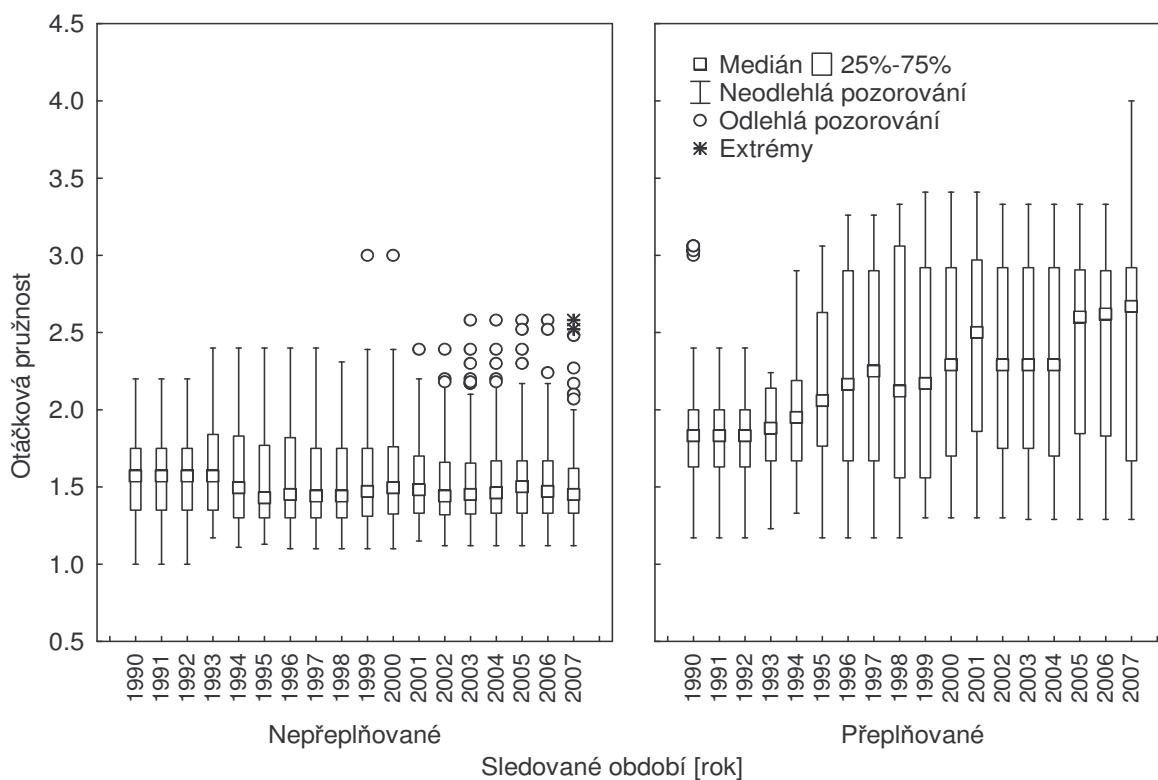 4.5
4.0
3.5
3.0
2.5
2.0
1.5
1.0
0.5
Otáčková pružnost
Medián 25%-75%
Neodlehlá pozorování
Odlehlá pozorování
Extrémy
1990 1991 1992 1993 1994 1995 1996 1997 1998 1999 2000 2001 2002 2003 2004 2005 2006 2007
1990 1991 1992 1993 1994 1995 1996 1997 1998 1999 2000 2001 2002 2003 2004 2005 2006 2007
Nepřeplňované
Přeplňované
Sledované období [rok]